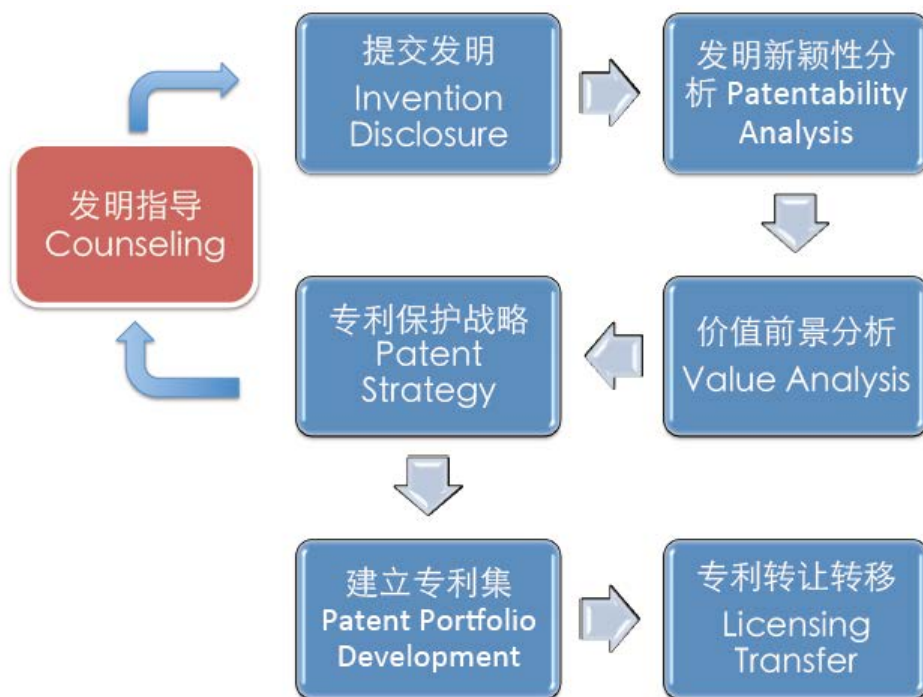 提交发明
Invention
Disclosure
发明新颖性分
析 Patentability
Analysis
发明指导
Counseling
专利保护战略
Patent
Strategy
价值前景分析
Value Analysis
建立专利集
Patent Portfolio
Development
专利转让转移
Licensing
Transfer